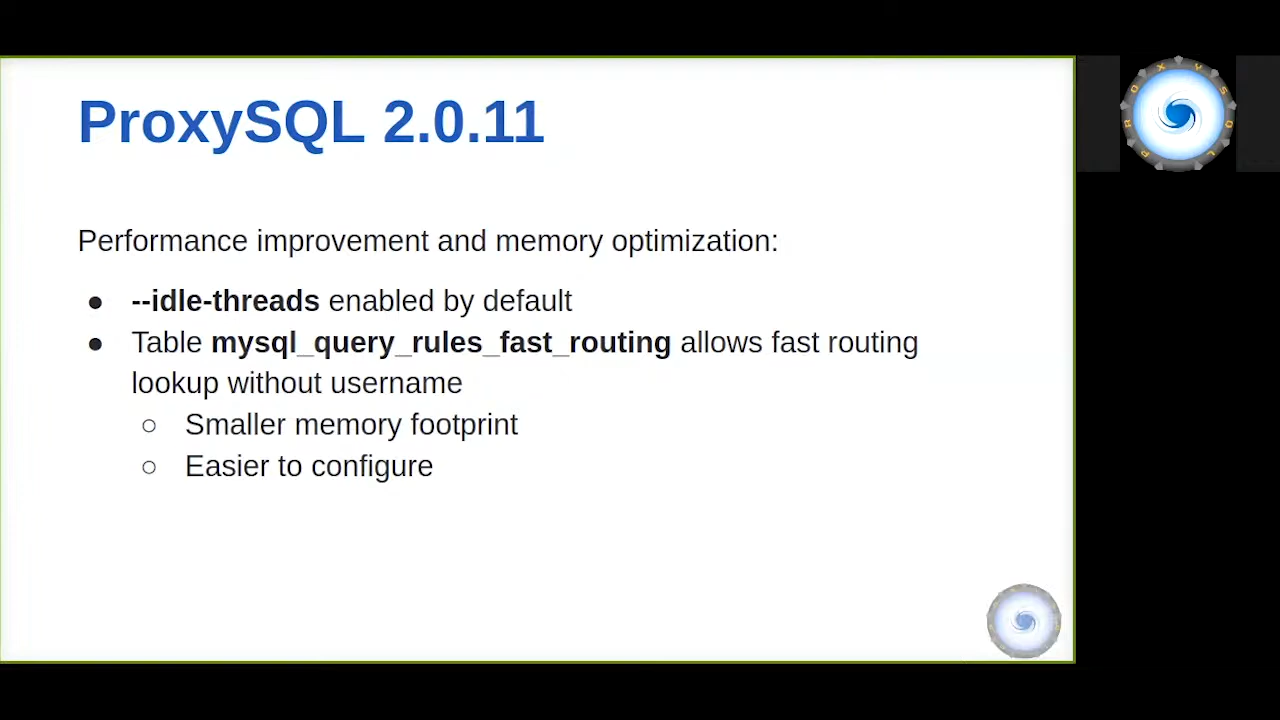 ProxySQL 2.0.11
PROXYSQL
Performance improvement and memory optimization:
● --idle-threads enabled by default
● Table mysql_query_rules_fast_routing allows fast routing
lookup without username
○ Smaller memory footprint
○ Easier to configure